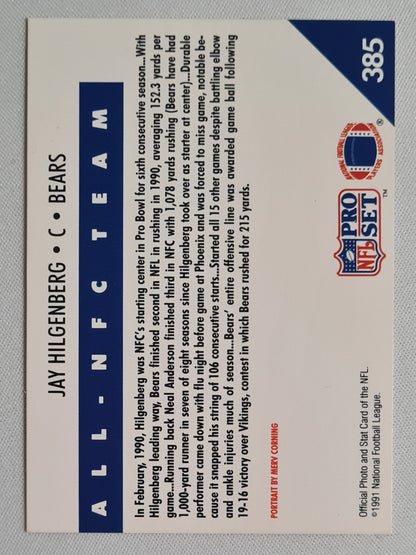 JAY HILGENBERG • C • BEARS
ALL-NFC TEAM
In February, 1990, Hilgenberg was NFC's starting center in Pro Bowl for sixth consecutive season...With
Hilgenberg leading way, Bears finished second in NFL in rushing in 1990, averaging 152.3 yards per
game...Running back Neal Anderson finished third in NFC with 1,078 yards rushing (Bears have had
1,000-yard runner in seven of eight seasons since Hilgenberg took over as starter at center)...Durable
performer came down with flu night before game at Phoenix and was forced to miss game, notable be-
cause it snapped his string of 106 consecutive starts...Started all 15 other games despite battling elbow
and ankle injuries much of season...Bears' entire offensive line was awarded game ball following
19-16 victory over Vikings, contest in which Bears rushed for 215 yards.
PORTRAIT BY MERV CORNING
Official Photo and Stat Card of the NFL.
©1991 National Football League.
PRO
NFL
SET
™
NATIONAL FOOTBALL LEAGUE
PLAYERS ASSOCIATION
®
385